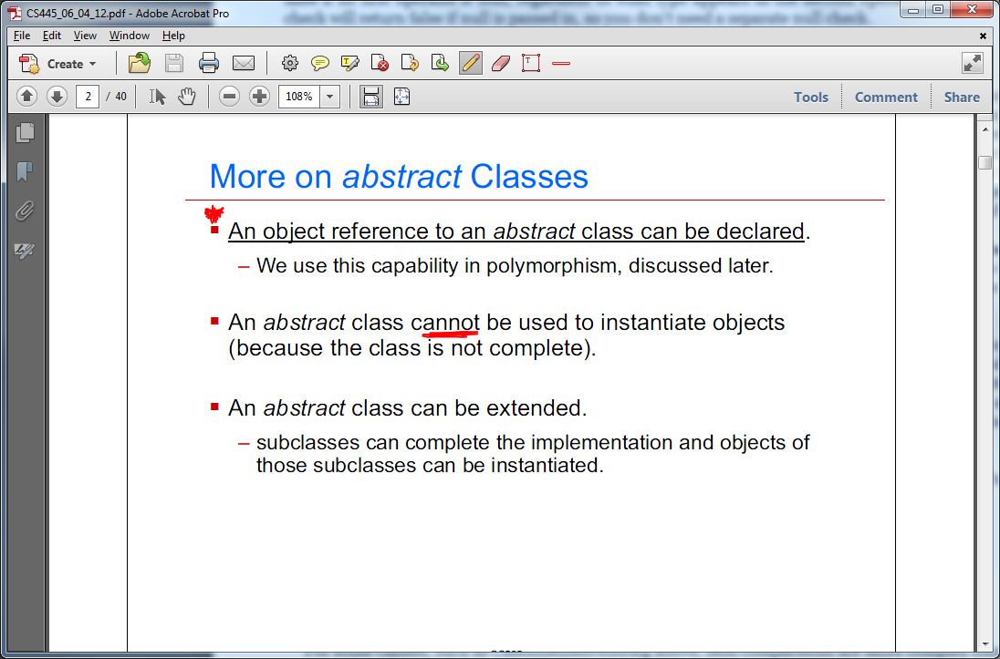 CS445_06_04_12.pdf - Adobe Acrobat Pro
check will return false if null is passed in, so you don't need a separate null check.
File Edit View Window Help
Create
2 / 40 108% Tools Comment Share
More on abstract Classes
An object reference to an abstract class can be declared.
– We use this capability in polymorphism, discussed later.
An abstract class cannot be used to instantiate objects
(because the class is not complete).
An abstract class can be extended.
– subclasses can complete the implementation and objects of
those subclasses can be instantiated.